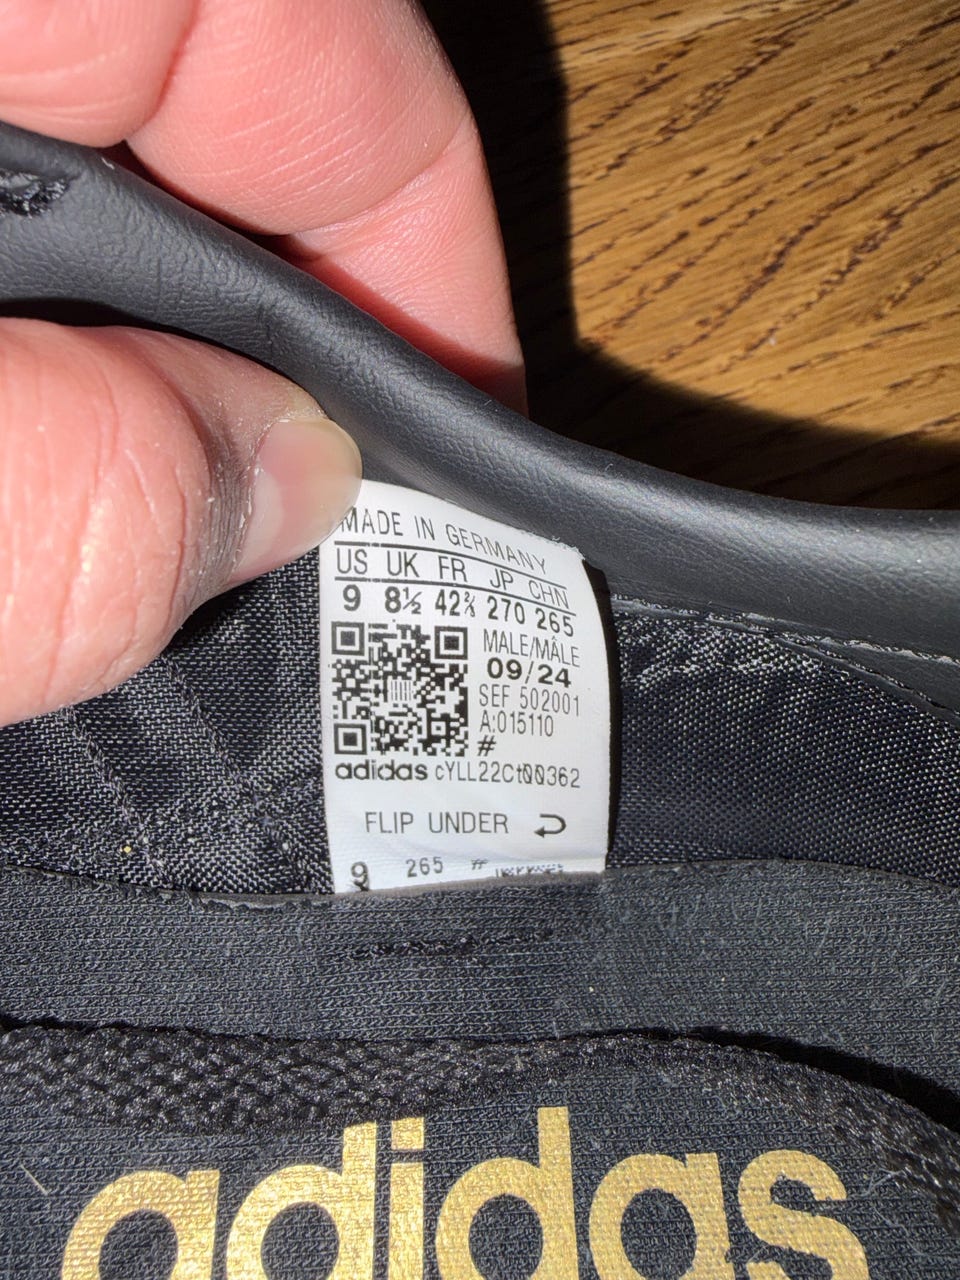 MADE IN GERMANY
US UK FR JP CHN
9 8½ 42⅔ 270 265
MALE/MÂLE
09/24
SEF 502001
A:015110
#
adidas cYLL22Ct00362
FLIP UNDER
9 265 #
adidas